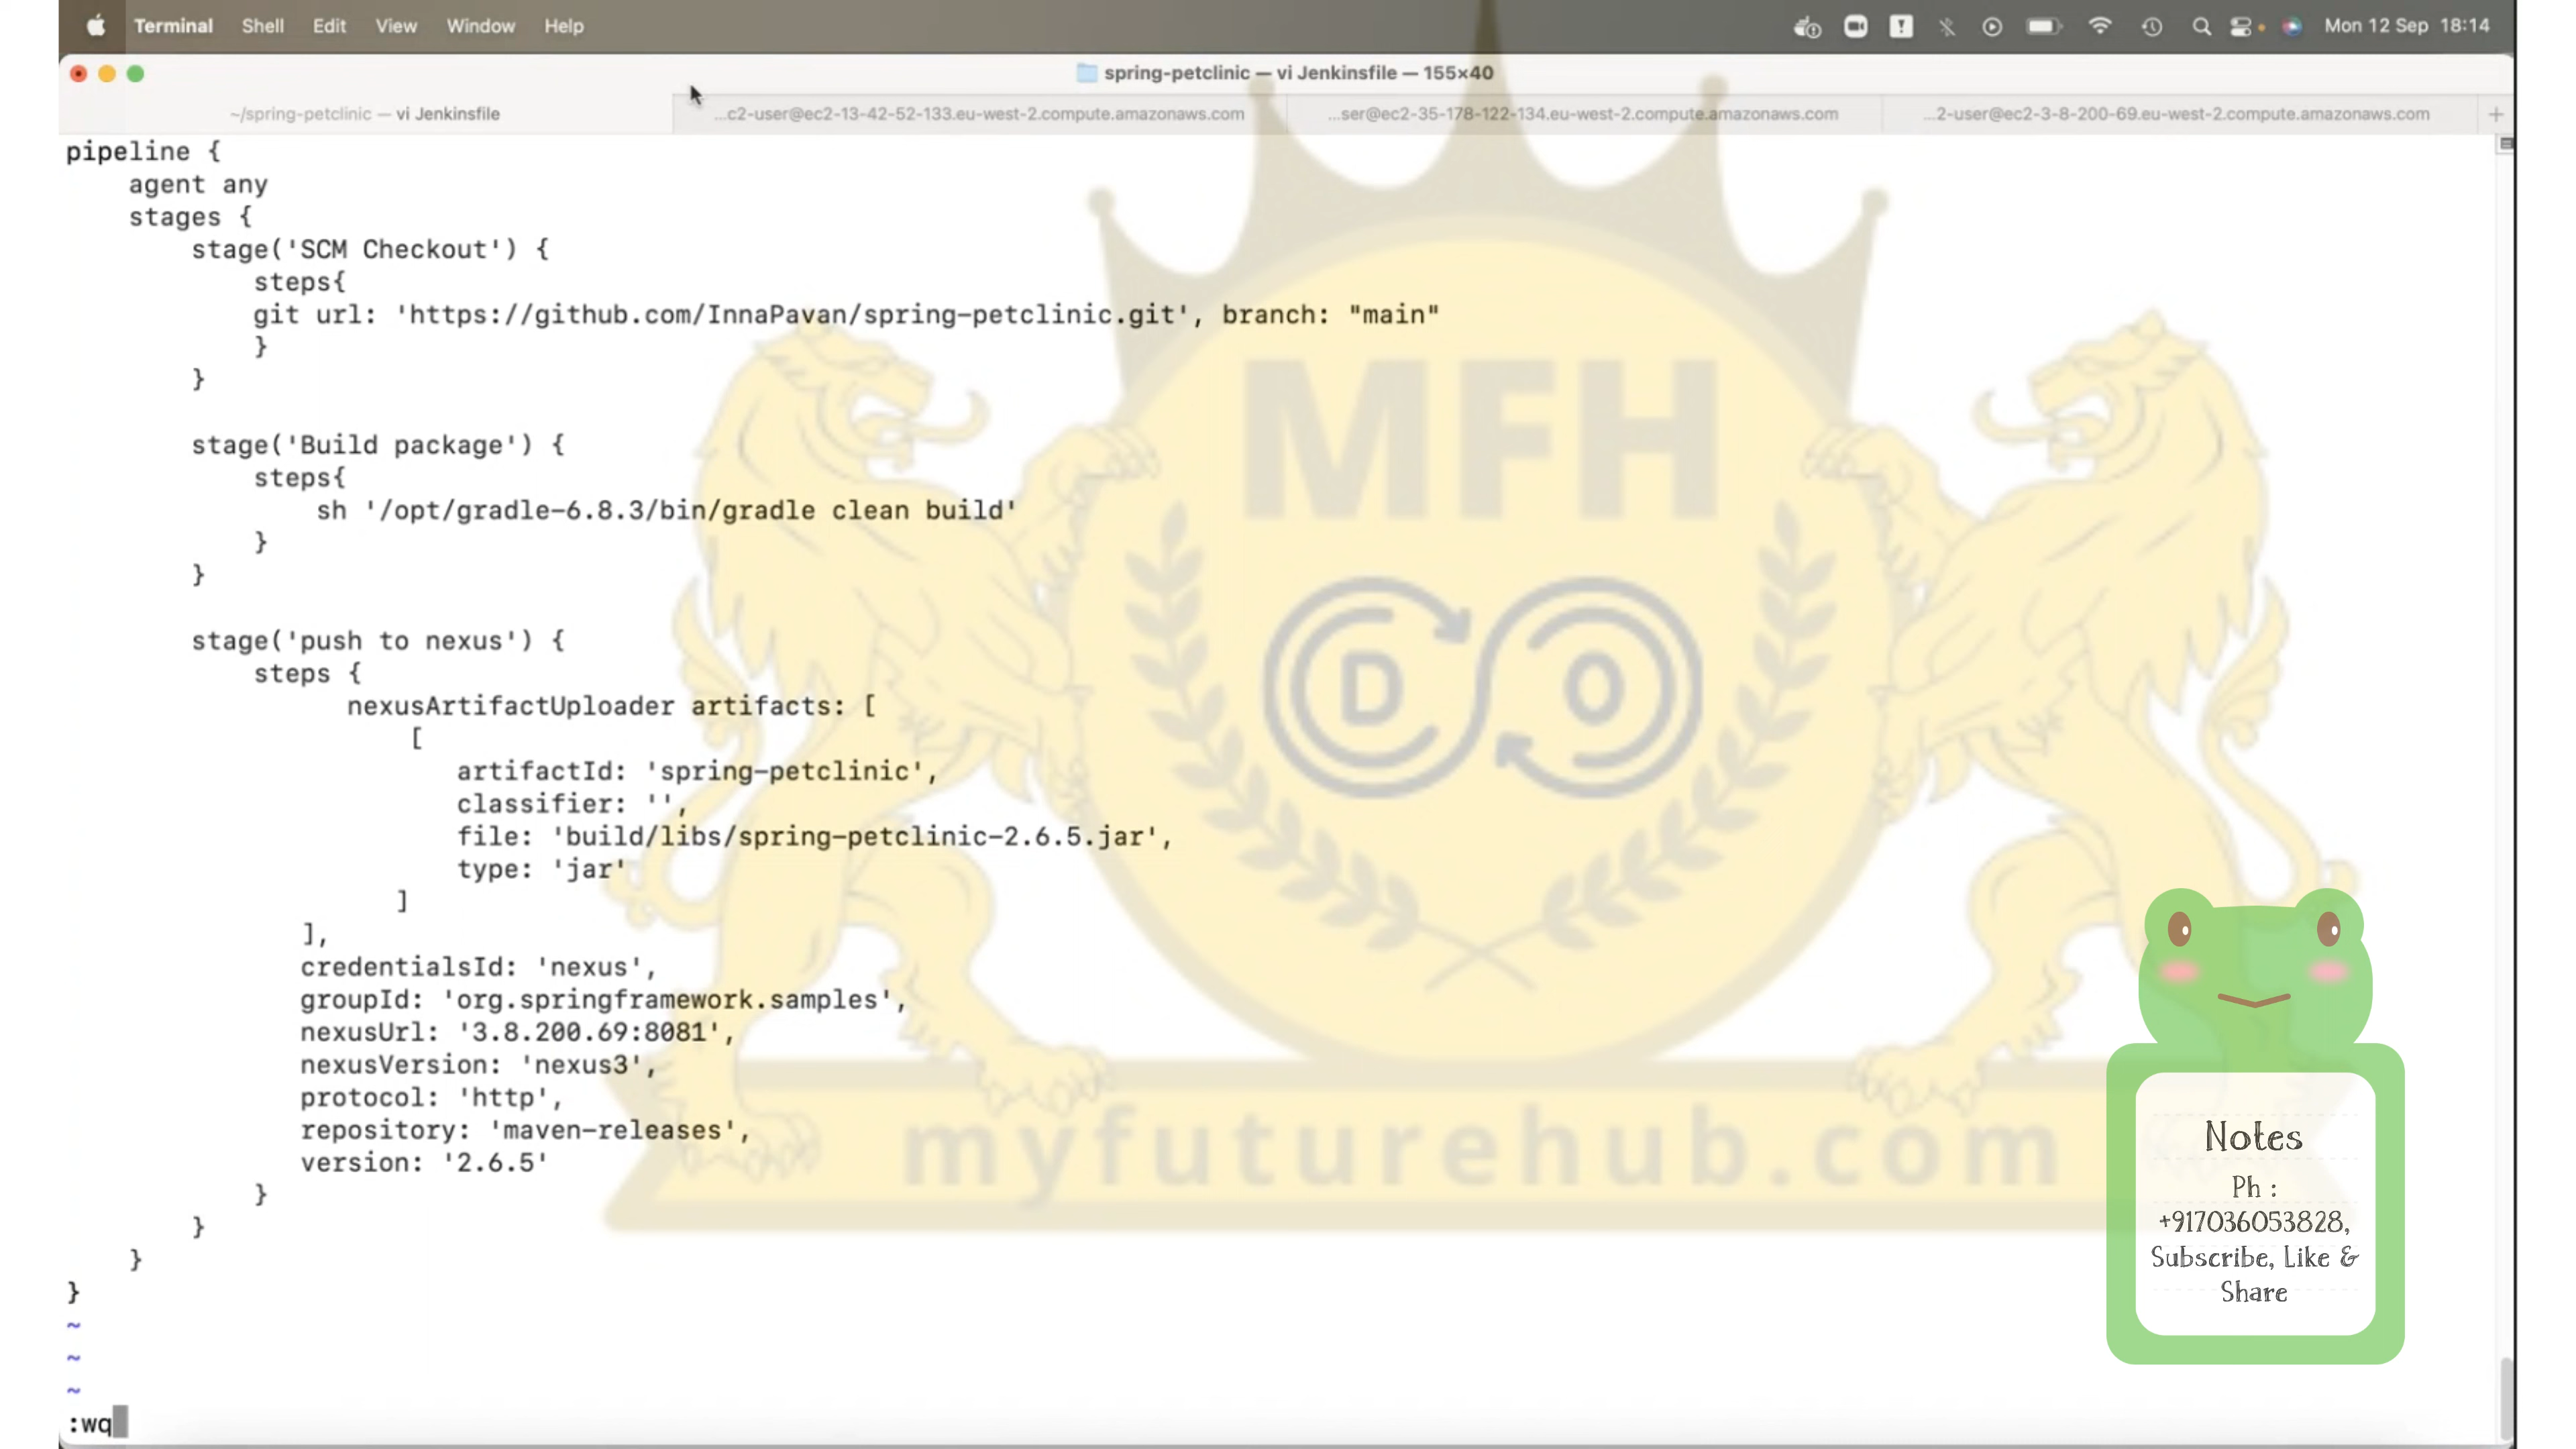 Terminal Shell Edit View Window Help Mon 12 Sep 18:14
spring-petclinic — vi Jenkinsfile — 155×40
~/spring-petclinic — vi Jenkinsfile ...c2-user@ec2-13-42-52-133.eu-west-2.compute.amazonaws.com ...ser@ec2-35-178-122-134.eu-west-2.compute.amazonaws.com ...2-user@ec2-3-8-200-69.eu-west-2.compute.amazonaws.com +
pipeline {
    agent any
    stages {
        stage('SCM Checkout') {
            steps{
            git url: 'https://github.com/InnaPavan/spring-petclinic.git', branch: "main"
            }
        }
        stage('Build package') {
            steps{
                sh '/opt/gradle-6.8.3/bin/gradle clean build'
            }
        }
        stage('push to nexus') {
            steps {
                  nexusArtifactUploader artifacts: [
                      [
                         artifactId: 'spring-petclinic',
                         classifier: '',
                         file: 'build/libs/spring-petclinic-2.6.5.jar',
                         type: 'jar'
                     ]
               ],
               credentialsId: 'nexus',
               groupId: 'org.springframework.samples',
               nexusUrl: '3.8.200.69:8081',
               nexusVersion: 'nexus3',
               protocol: 'http',
               repository: 'maven-releases',
               version: '2.6.5'
            }
        }
    }
}
~
~
~
:wq
MFH
D O
myfuturehub.com
Notes
Ph :
+917036053828,
Subscribe, Like &
Share